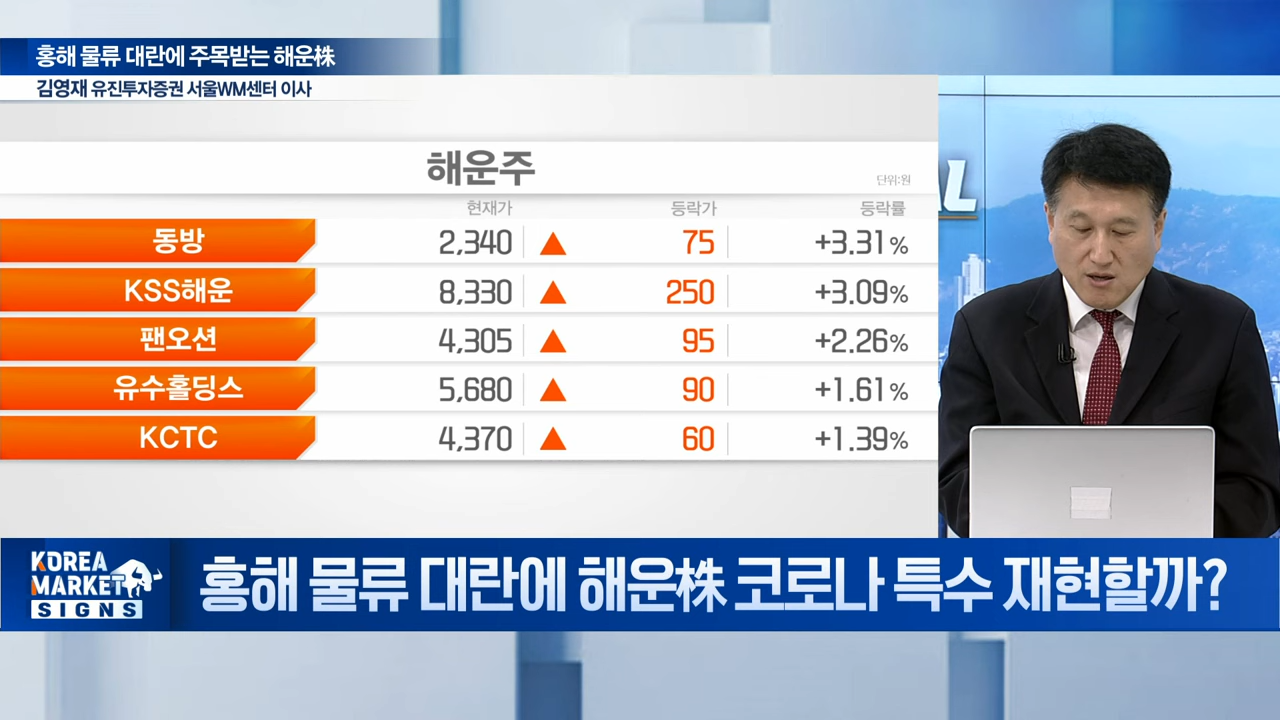 홍해 물류 대란에 주목받는 해운株
김영재 유진투자증권 서울WM센터 이사
해운주
단위:원
현재가 등락가 등락률
동방 2,340 ▲ 75 +3.31%
KSS해운 8,330 ▲ 250 +3.09%
팬오션 4,305 ▲ 95 +2.26%
유수홀딩스 5,680 ▲ 90 +1.61%
KCTC 4,370 ▲ 60 +1.39%
AL
KOREA
MARKET
SIGNS
홍해 물류 대란에 해운株 코로나 특수 재현할까?